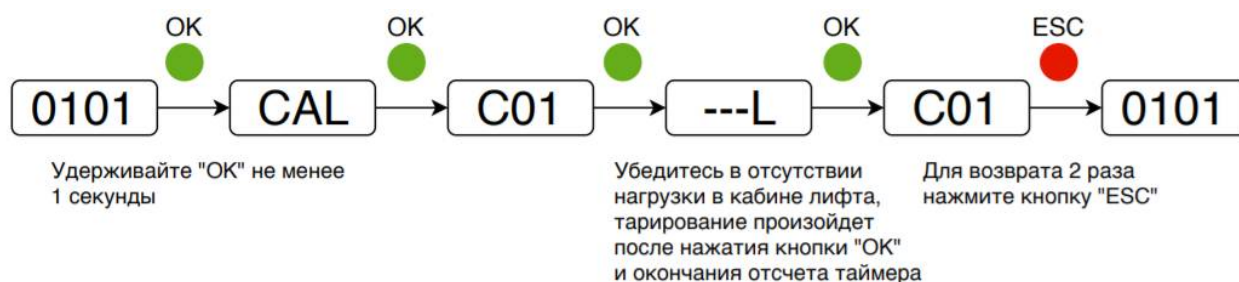 OK OK OK OK ESC
0101 CAL C01 ---L C01 0101
Удерживайте "OK" не менее
1 секунды
Убедитесь в отсутствии
нагрузки в кабине лифта,
тарирование произойдет
после нажатия кнопки "OK"
и окончания отсчета таймера
Для возврата 2 раза
нажмите кнопку "ESC"